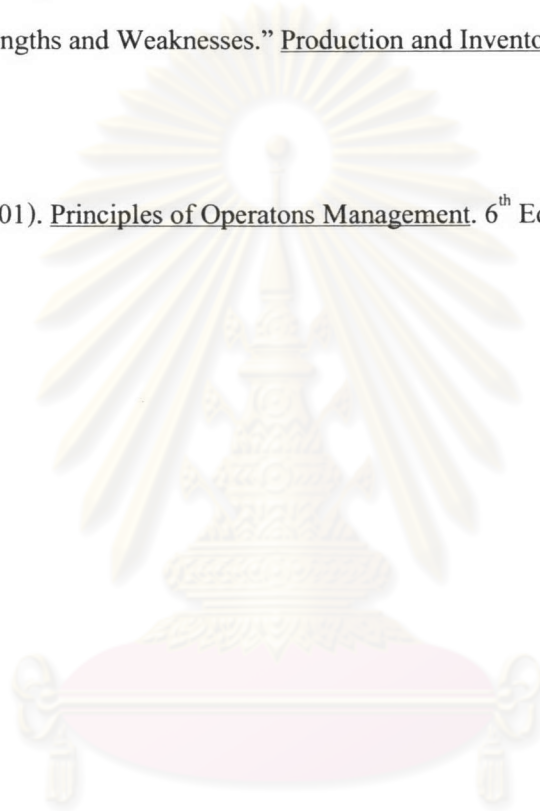 ngths and Weaknesses.” Production and Invento
01). Principles of Operatons Management. 6th Ed